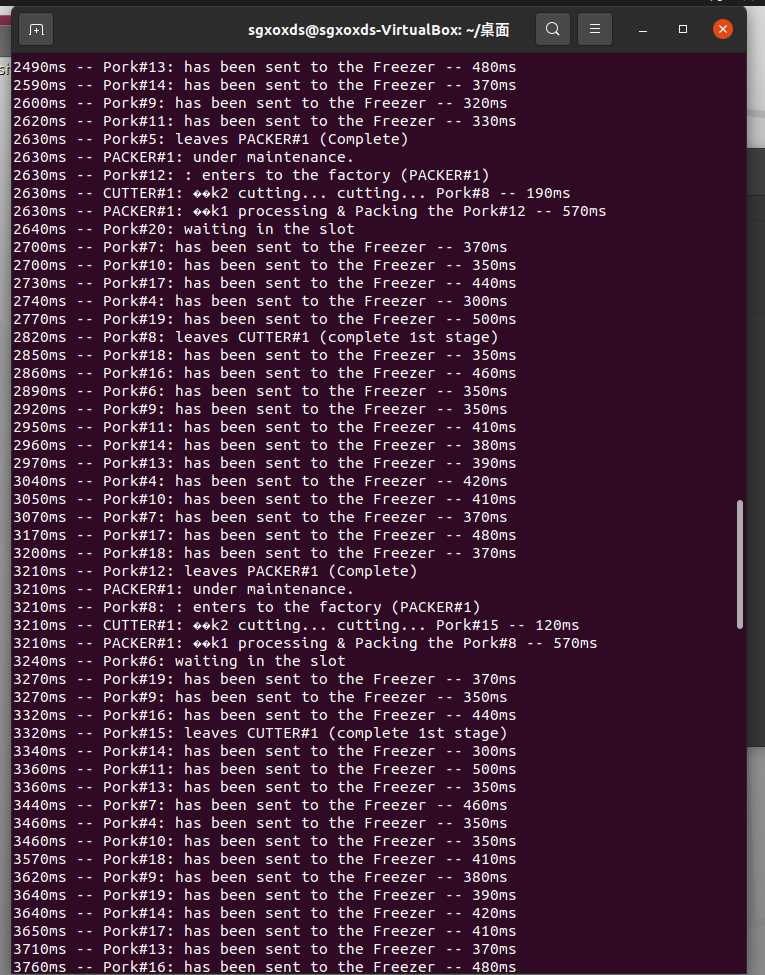 sgxoxds@sgxoxds-VirtualBox: ~/桌面
2490ms -- Pork#13: has been sent to the Freezer -- 480ms
2590ms -- Pork#14: has been sent to the Freezer -- 370ms
2600ms -- Pork#9: has been sent to the Freezer -- 320ms
2620ms -- Pork#11: has been sent to the Freezer -- 330ms
2630ms -- Pork#5: leaves PACKER#1 (Complete)
2630ms -- PACKER#1: under maintenance.
2630ms -- Pork#12: : enters to the factory (PACKER#1)
2630ms -- CUTTER#1: ��k2 cutting... cutting... Pork#8 -- 190ms
2630ms -- PACKER#1: ��k1 processing & Packing the Pork#12 -- 570ms
2640ms -- Pork#20: waiting in the slot
2700ms -- Pork#7: has been sent to the Freezer -- 370ms
2700ms -- Pork#10: has been sent to the Freezer -- 350ms
2730ms -- Pork#17: has been sent to the Freezer -- 440ms
2740ms -- Pork#4: has been sent to the Freezer -- 300ms
2770ms -- Pork#19: has been sent to the Freezer -- 500ms
2820ms -- Pork#8: leaves CUTTER#1 (complete 1st stage)
2850ms -- Pork#18: has been sent to the Freezer -- 350ms
2860ms -- Pork#16: has been sent to the Freezer -- 460ms
2890ms -- Pork#6: has been sent to the Freezer -- 350ms
2920ms -- Pork#9: has been sent to the Freezer -- 350ms
2950ms -- Pork#11: has been sent to the Freezer -- 410ms
2960ms -- Pork#14: has been sent to the Freezer -- 380ms
2970ms -- Pork#13: has been sent to the Freezer -- 390ms
3040ms -- Pork#4: has been sent to the Freezer -- 420ms
3050ms -- Pork#10: has been sent to the Freezer -- 410ms
3070ms -- Pork#7: has been sent to the Freezer -- 370ms
3170ms -- Pork#17: has been sent to the Freezer -- 480ms
3200ms -- Pork#18: has been sent to the Freezer -- 370ms
3210ms -- Pork#12: leaves PACKER#1 (Complete)
3210ms -- PACKER#1: under maintenance.
3210ms -- Pork#8: : enters to the factory (PACKER#1)
3210ms -- CUTTER#1: ��k2 cutting... cutting... Pork#15 -- 120ms
3210ms -- PACKER#1: ��k1 processing & Packing the Pork#8 -- 570ms
3240ms -- Pork#6: waiting in the slot
3270ms -- Pork#19: has been sent to the Freezer -- 370ms
3270ms -- Pork#9: has been sent to the Freezer -- 350ms
3320ms -- Pork#16: has been sent to the Freezer -- 440ms
3320ms -- Pork#15: leaves CUTTER#1 (complete 1st stage)
3340ms -- Pork#14: has been sent to the Freezer -- 300ms
3360ms -- Pork#11: has been sent to the Freezer -- 500ms
3360ms -- Pork#13: has been sent to the Freezer -- 350ms
3440ms -- Pork#7: has been sent to the Freezer -- 460ms
3460ms -- Pork#4: has been sent to the Freezer -- 350ms
3460ms -- Pork#10: has been sent to the Freezer -- 350ms
3570ms -- Pork#18: has been sent to the Freezer -- 410ms
3620ms -- Pork#9: has been sent to the Freezer -- 380ms
3640ms -- Pork#19: has been sent to the Freezer -- 390ms
3640ms -- Pork#14: has been sent to the Freezer -- 420ms
3650ms -- Pork#17: has been sent to the Freezer -- 410ms
3710ms -- Pork#13: has been sent to the Freezer -- 370ms
3760ms -- Pork#16: has been sent to the Freezer -- 480ms